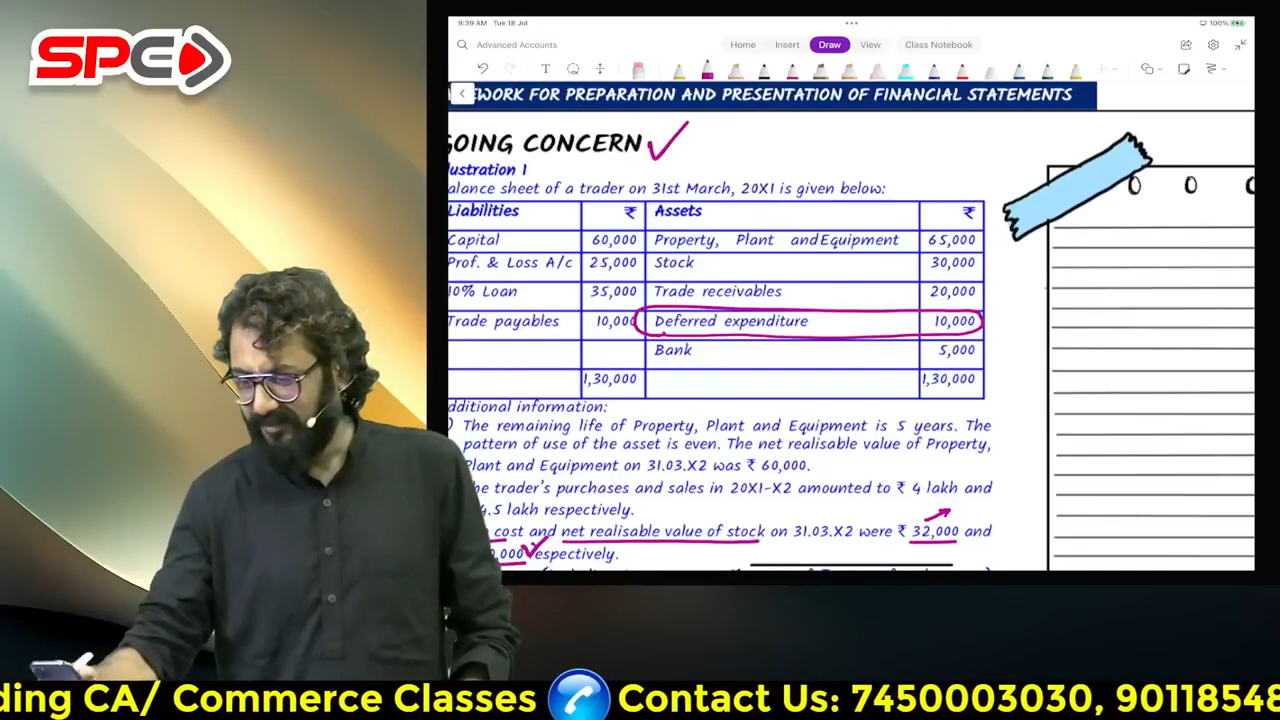 SPED
9:39 AM Tue 18 Jul
100%
Advanced Accounts
Home Insert Draw View Class Notebook
EWORK FOR PREPARATION AND PRESENTATION OF FINANCIAL STATEMENTS
GOING CONCERN
lustration 1
alance sheet of a trader on 31st March, 20X1 is given below:
Liabilities ₹ Assets ₹
Capital 60,000 Property, Plant and Equipment 65,000
Prof. & Loss A/c 25,000 Stock 30,000
10% Loan 35,000 Trade receivables 20,000
Trade payables 10,000 Deferred expenditure 10,000
Bank 5,000
1,30,000 1,30,000
dditional information:
) The remaining life of Property, Plant and Equipment is 5 years. The
pattern of use of the asset is even. The net realisable value of Property,
Plant and Equipment on 31.03.X2 was ₹ 60,000.
he trader's purchases and sales in 20X1-X2 amounted to ₹ 4 lakh and
4.5 lakh respectively.
cost and net realisable value of stock on 31.03.X2 were ₹ 32,000 and
0,000 respectively.
ding CA/ Commerce Classes Contact Us: 7450003030, 90118548